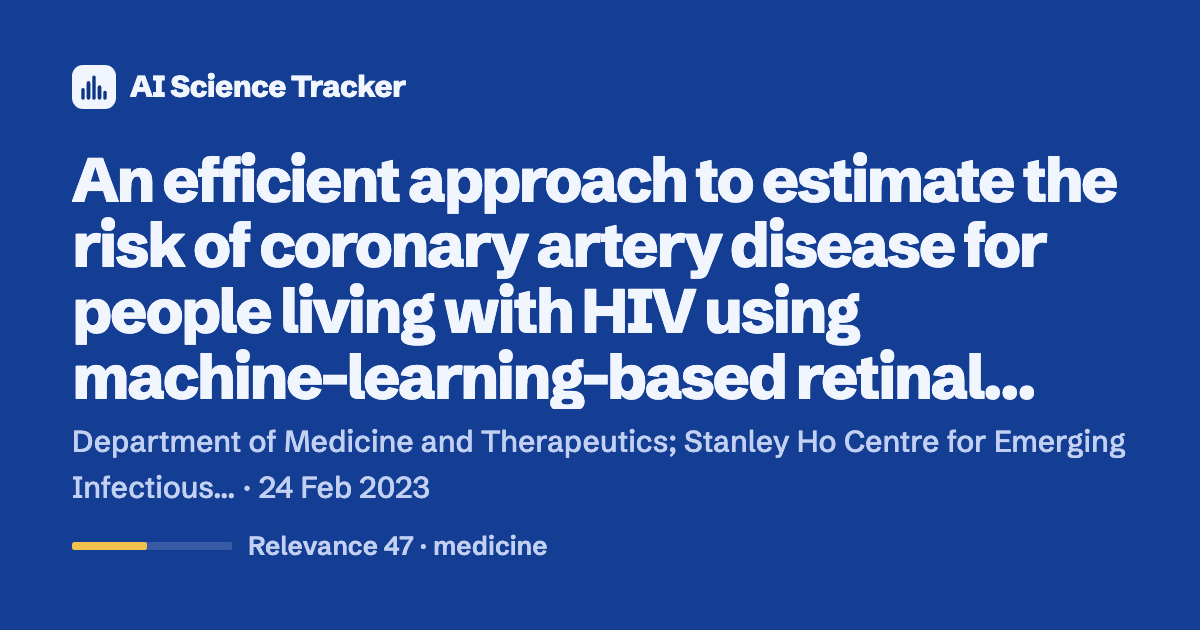 AI Science Tracker
An efficient approach to estimate the
risk of coronary artery disease for
people living with HIV using
machine-learning-based retinal...
Department of Medicine and Therapeutics; Stanley Ho Centre for Emerging
Infectious... · 24 Feb 2023
Relevance 47 · medicine